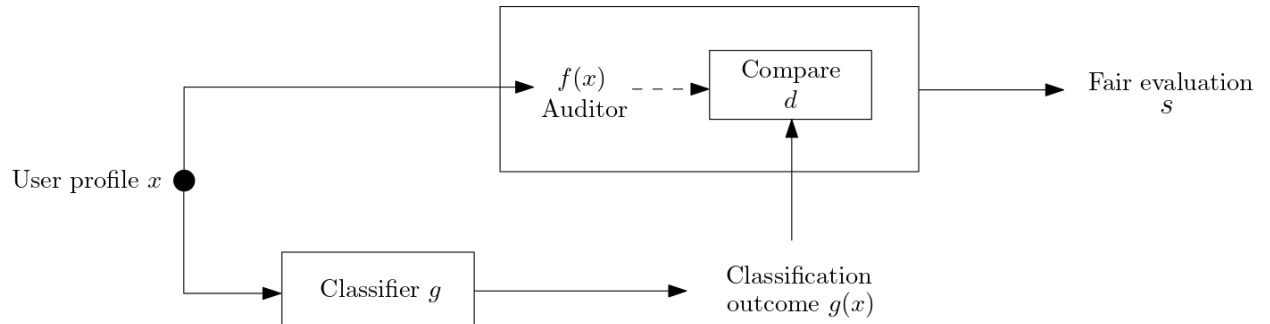 f(x)
Auditor
Compare
d
Fair evaluation
s
User profile x
Classifier g
Classification
outcome g(x)